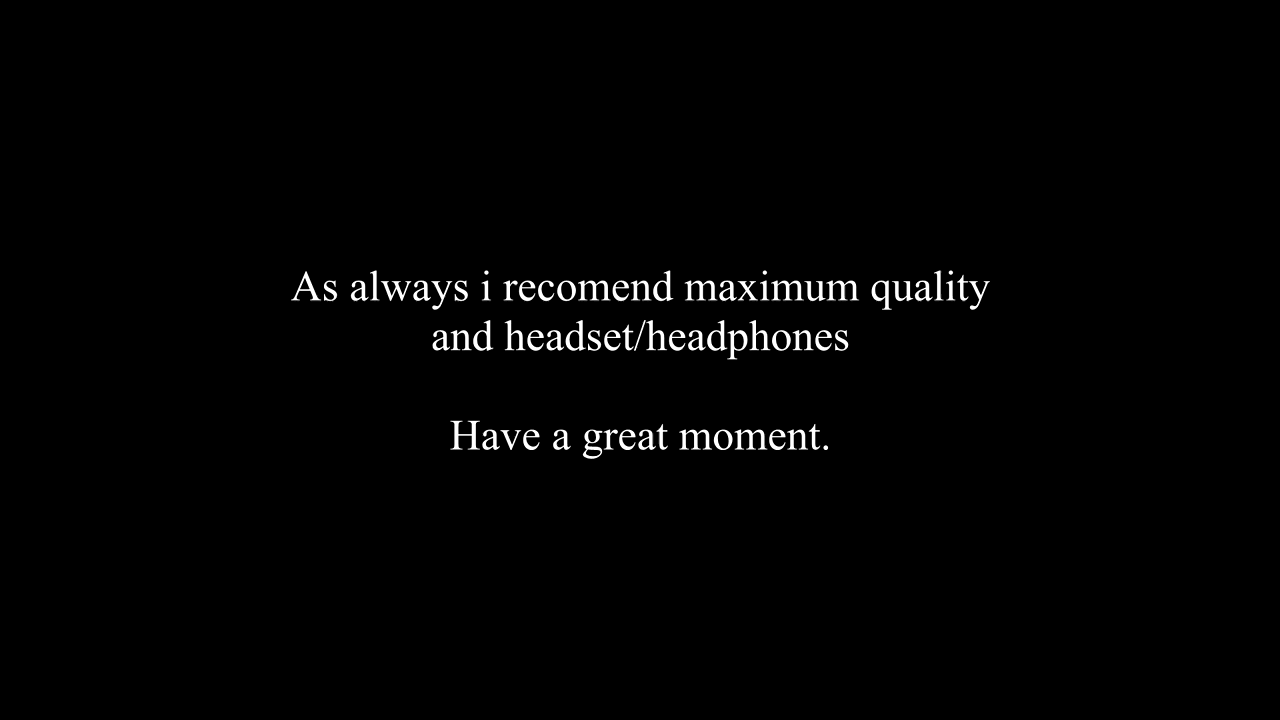 As always i recomend maximum quality
and headset/headphones
Have a great moment.